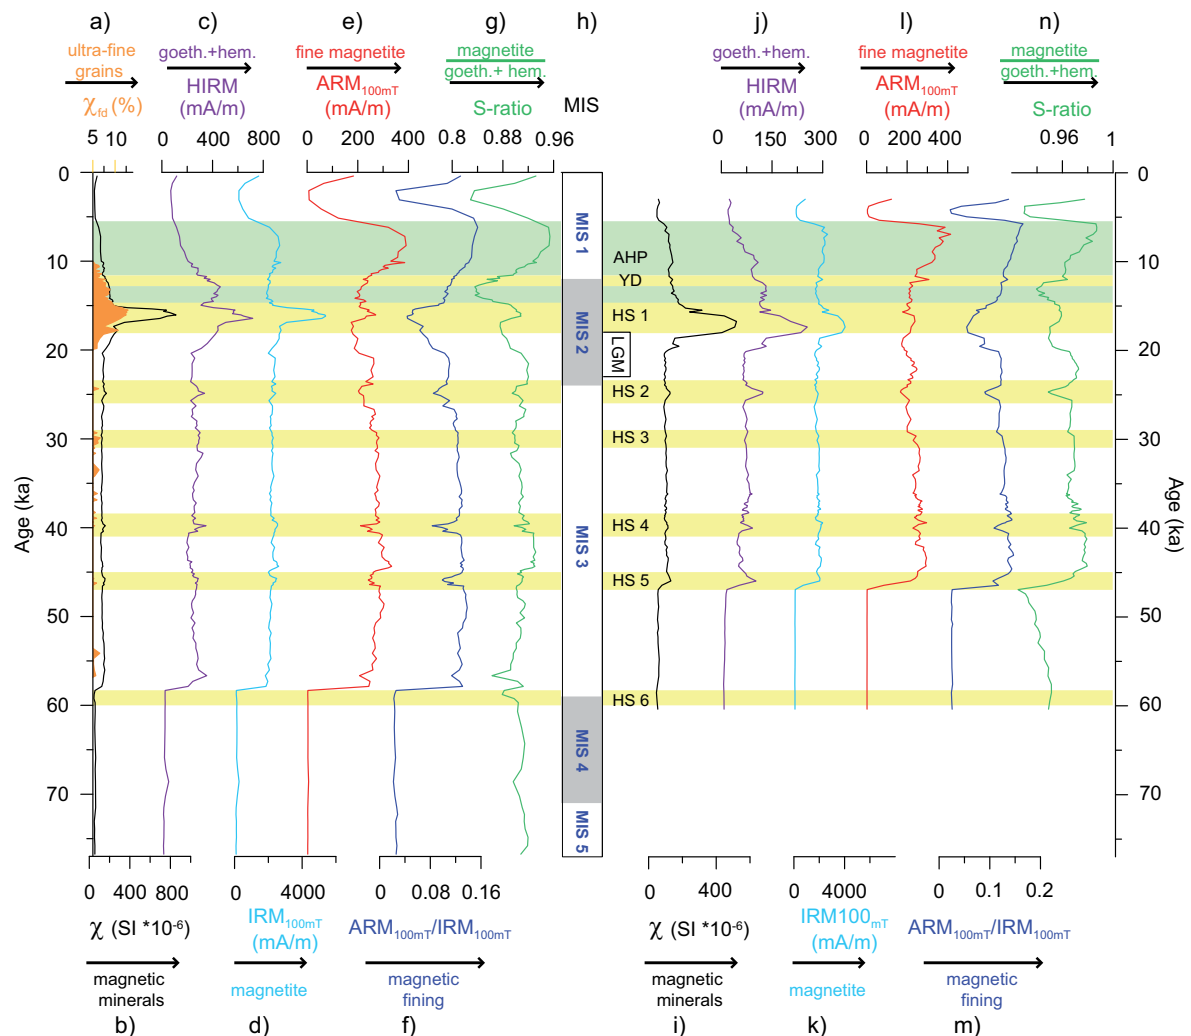 a) c) e) g) h) j) l) n)
ultra-fine grains
goeth.+hem.
fine magnetite
magnetite
goeth.+ hem.
goeth.+hem.
fine magnetite
magnetite
goeth.+hem.
χfd (%)
HIRM
(mA/m)
ARM100mT
(mA/m)
S-ratio
MIS
HIRM
(mA/m)
ARM100mT
(mA/m)
S-ratio
5 10
0 400 800
0 200 400
0.8 0.88 0.96
0 150 300
0 200 400
0.96 1
0
10
20
30
40
50
60
70
Age (ka)
MIS 1
MIS 2
MIS 3
MIS 4
MIS 5
AHP
YD
HS 1
LGM
HS 2
HS 3
HS 4
HS 5
HS 6
0
10
20
30
40
50
60
70
Age (ka)
0 400 800
0 4000
0 0.08 0.16
0 400
0 4000
0 0.1 0.2
χ (SI *10-6)
IRM100mT
(mA/m)
ARM100mT/IRM100mT
χ (SI *10-6)
IRM100mT
(mA/m)
ARM100mT/IRM100mT
magnetic
minerals
magnetite
magnetic
fining
magnetic
minerals
magnetite
magnetic
fining
b) d) f) i) k) m)